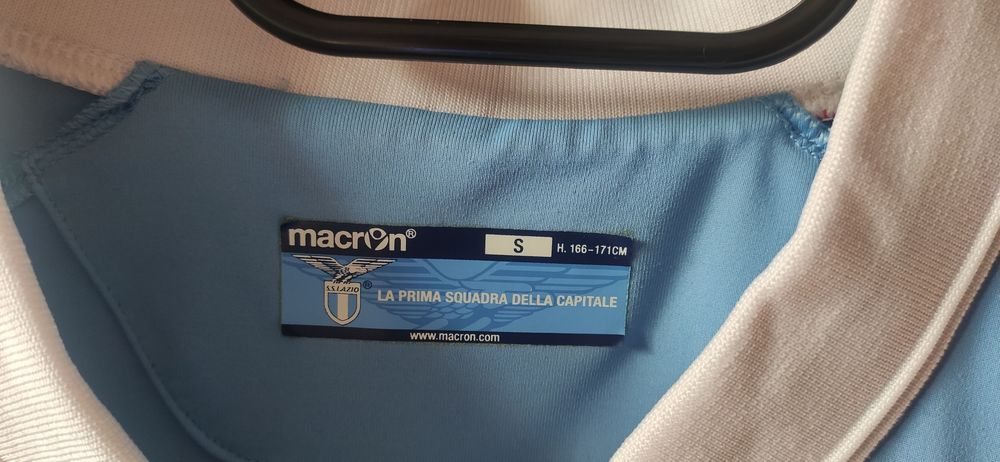 macron® S H. 166-171CM
S.S.LAZIO ®
LA PRIMA SQUADRA DELLA CAPITALE
www.macron.com